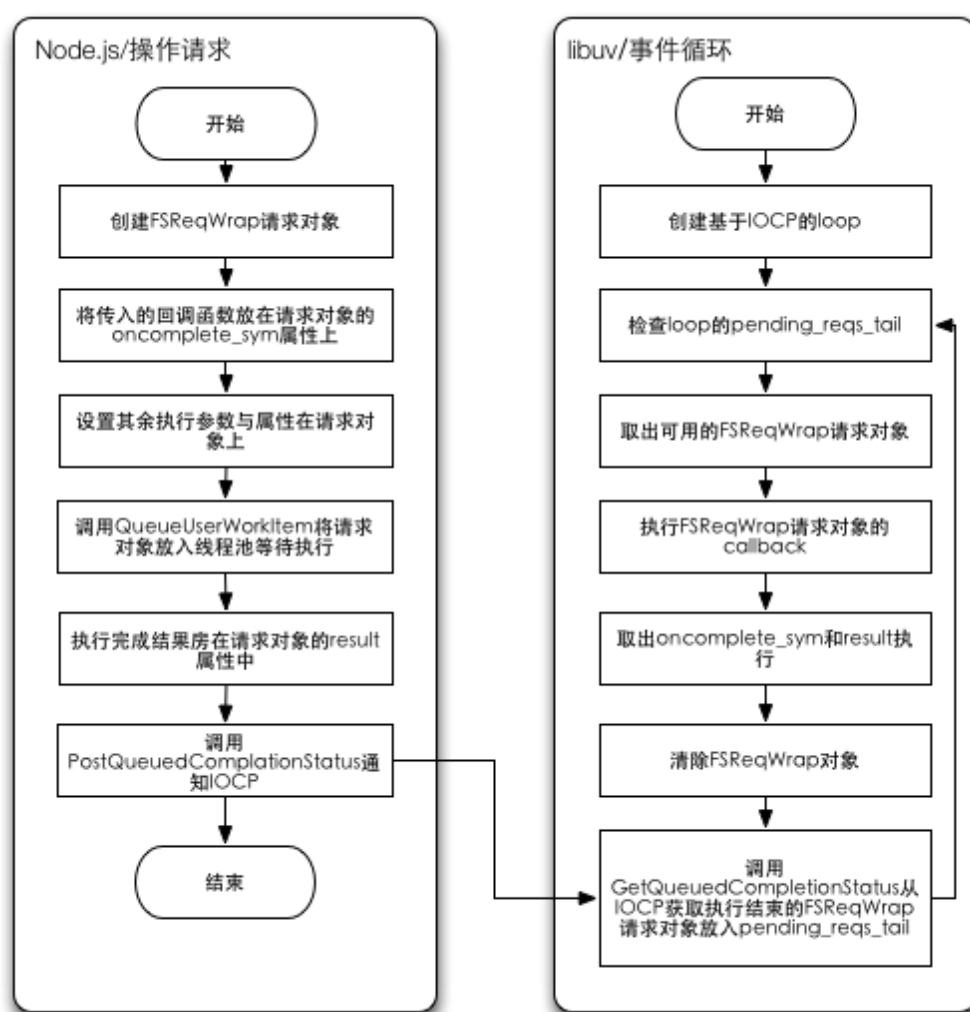 Node.js/操作请求
开始
创建FSReqWrap请求对象
将传入的回调函数放在请求对象的
oncomplete_sym属性上
设置其余执行参数与属性在请求对
象上
调用QueueUserWorkItem将请求
对象放入线程池等待执行
执行完成结果房在请求对象的result
属性中
调用
PostQueuedComplationStatus通
知IOCP
结束
libuv/事件循环
开始
创建基于IOCP的loop
检查loop的pending_reqs_tail
取出可用的FSReqWrap请求对象
执行FSReqWrap请求对象的
callback
取出oncomplete_sym和result执
行
清除FSReqWrap对象
调用
GetQueuedCompletionStatus从
IOCP获取执行结束的FSReqWrap
请求对象放入pending_reqs_tail